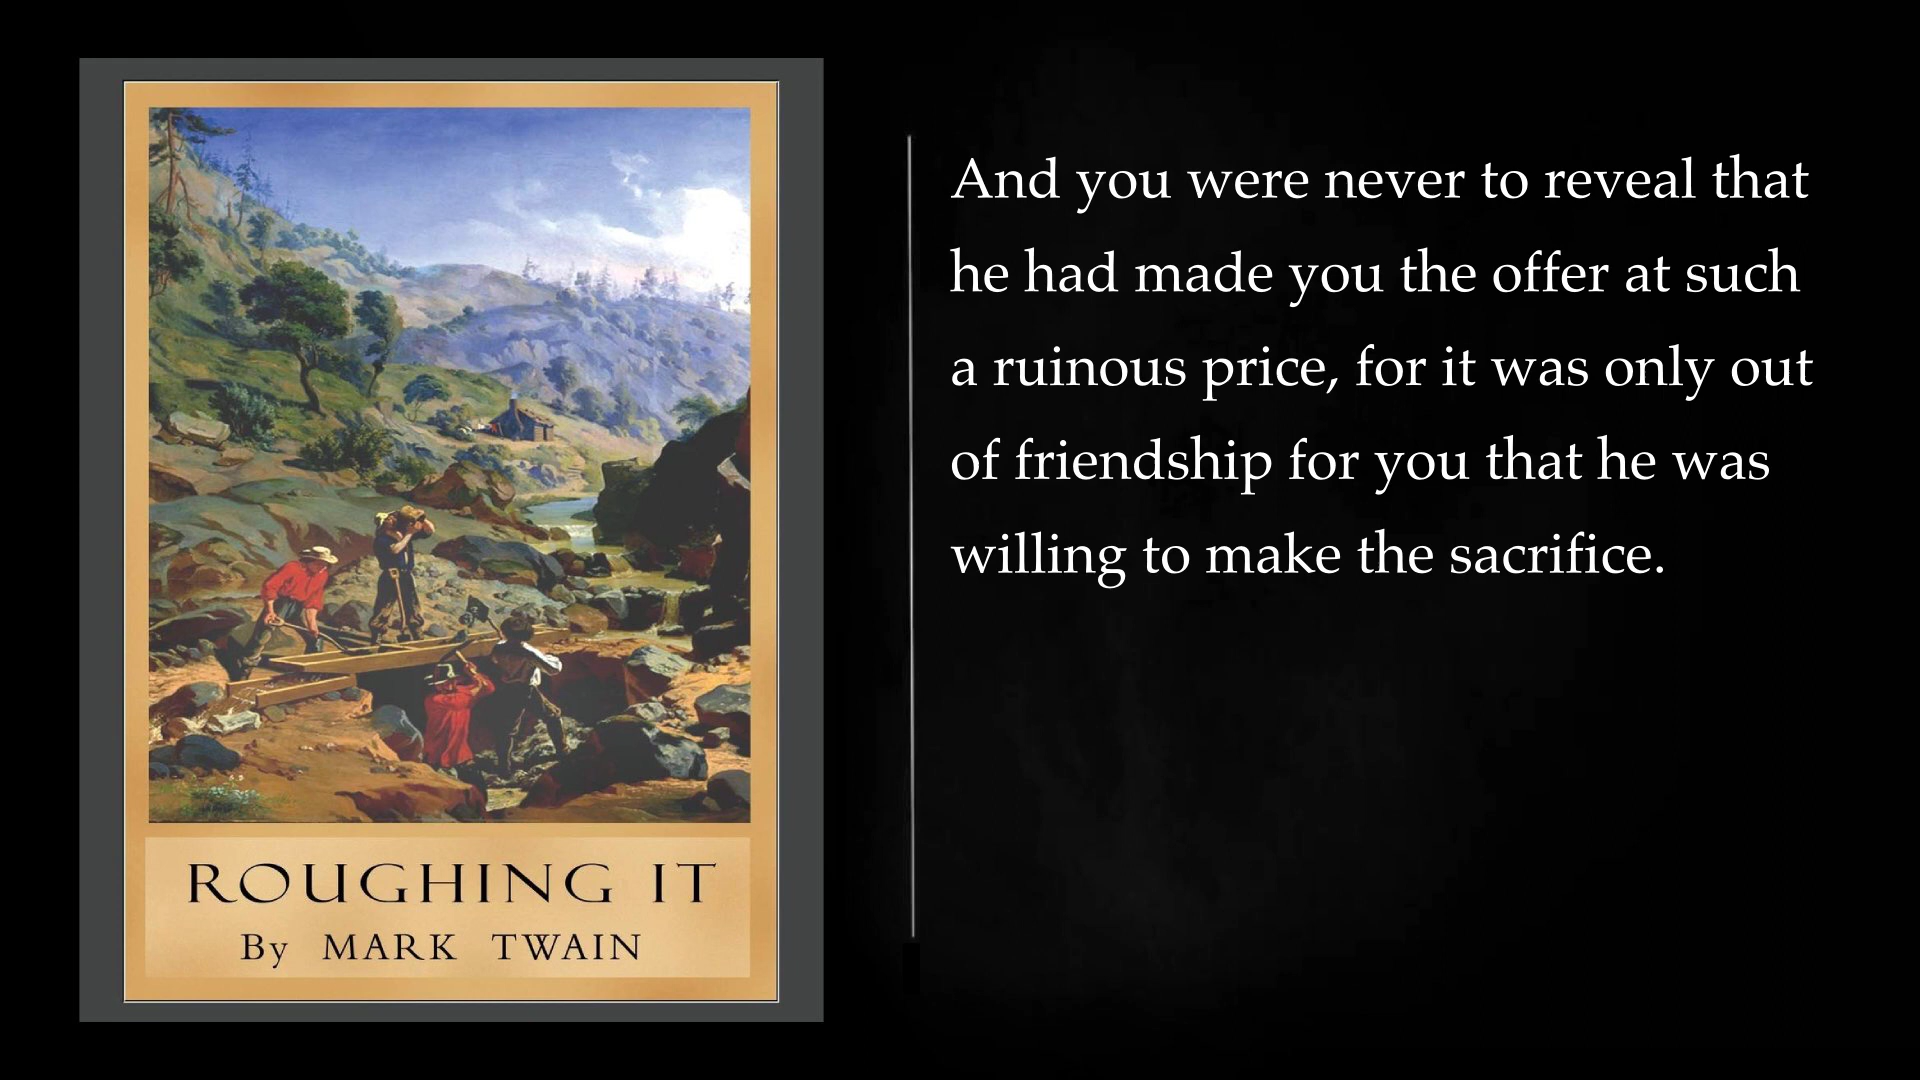 ROUGHING IT
By MARK TWAIN
And you were never to reveal that
he had made you the offer at such
a ruinous price, for it was only out
of friendship for you that he was
willing to make the sacrifice.